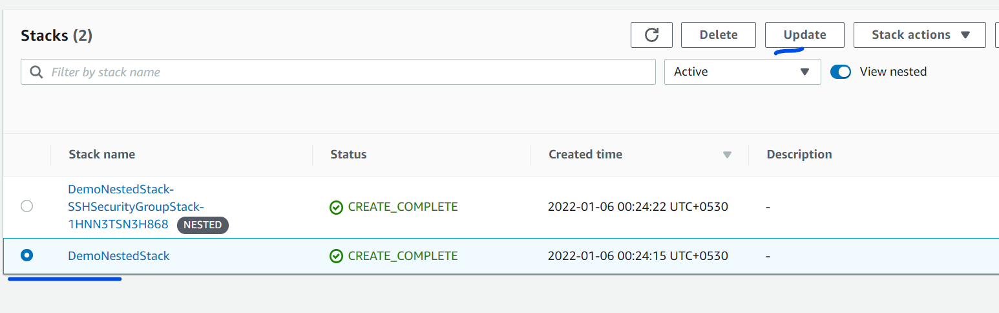 Stacks (2)
Delete
Update
Stack actions
Filter by stack name
Active
View nested
Stack name
Status
Created time
Description
DemoNestedStack-
SSHSecurityGroupStack-
1HNN3TSN3H868 NESTED
CREATE_COMPLETE
2022-01-06 00:24:22 UTC+0530
-
DemoNestedStack
CREATE_COMPLETE
2022-01-06 00:24:15 UTC+0530
-